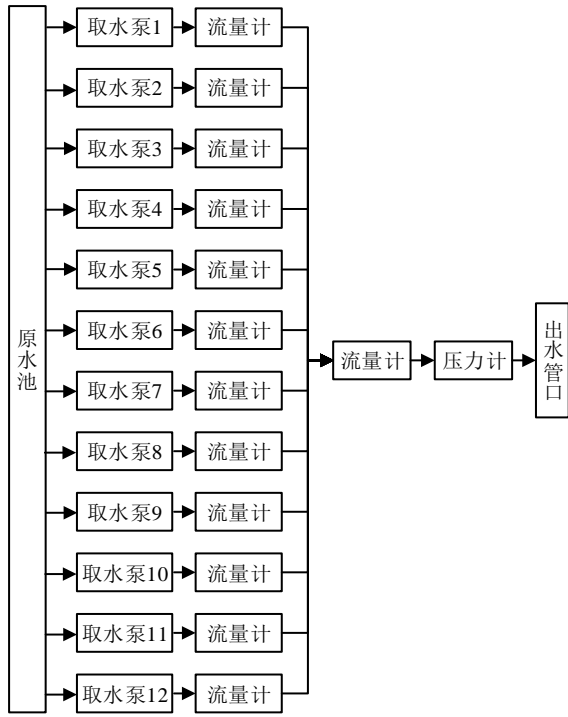 原水池
取水泵1
流量计
取水泵2
流量计
取水泵3
流量计
取水泵4
流量计
取水泵5
流量计
取水泵6
流量计
取水泵7
流量计
取水泵8
流量计
取水泵9
流量计
取水泵10
流量计
取水泵11
流量计
取水泵12
流量计
流量计
压力计
出水管口